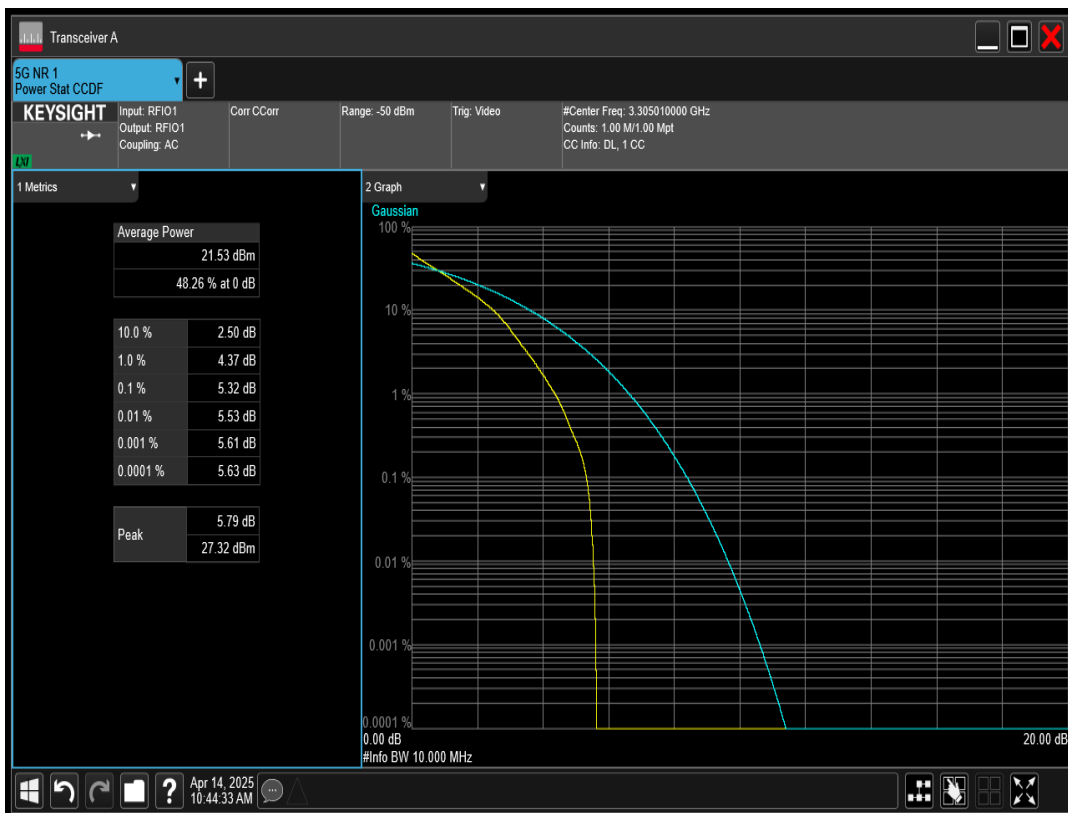 Transceiver A
5G NR 1
Power Stat CCDF
+
KEYSIGHT
LXI
Input: RFIO1
Output: RFIO1
Coupling: AC
Corr CCorr
Range: -50 dBm
Trig: Video
#Center Freq: 3.305010000 GHz
Counts: 1.00 M/1.00 Mpt
CC Info: DL, 1 CC
1 Metrics
Average Power
21.53 dBm
48.26 % at 0 dB
10.0 % 2.50 dB
1.0 % 4.37 dB
0.1 % 5.32 dB
0.01 % 5.53 dB
0.001 % 5.61 dB
0.0001 % 5.63 dB
Peak
5.79 dB
27.32 dBm
2 Graph
Gaussian
100 %
10 %
1 %
0.1 %
0.01 %
0.001 %
0.0001 %
0.00 dB 20.00 dB
#Info BW 10.000 MHz
?
Apr 14, 2025
10:44:33 AM